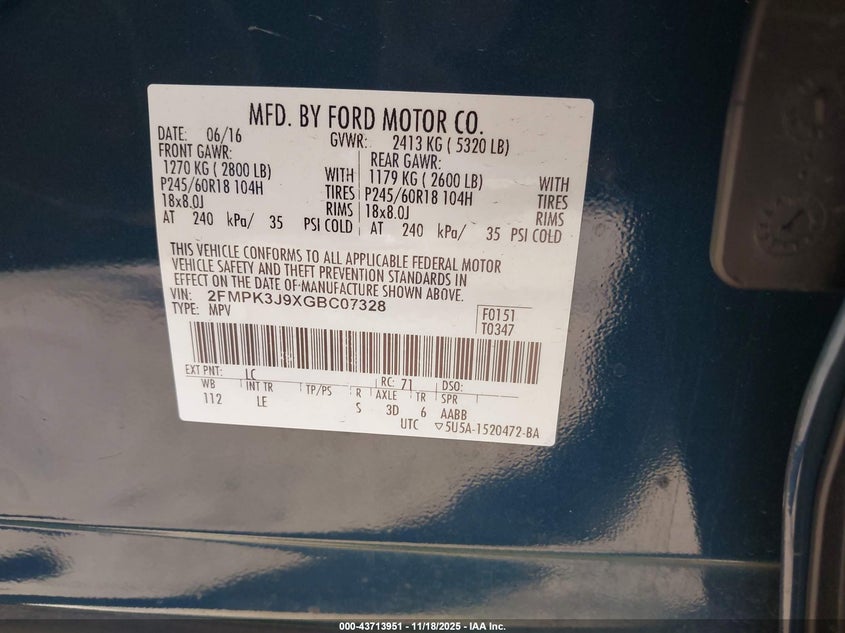 MFD. BY FORD MOTOR CO.
DATE: 06/16 GVWR: 2413 KG ( 5320 LB)
FRONT GAWR: REAR GAWR:
1270 KG ( 2800 LB) WITH 1179 KG ( 2600 LB) WITH
P245/60R18 104H TIRES P245/60R18 104H TIRES
18x8.0J RIMS 18x8.0J RIMS
AT 240 kPa/ 35 PSI COLD AT 240 kPa/ 35 PSI COLD
THIS VEHICLE CONFORMS TO ALL APPLICABLE FEDERAL MOTOR
VEHICLE SAFETY AND THEFT PREVENTION STANDARDS IN
EFFECT ON THE DATE OF MANUFACTURE SHOWN ABOVE.
VIN: 2FMPK3J9XGBC07328 F0151
TYPE: MPV T0347
EXT PNT: LC RC: 71 DSO:
WB INT TR TP/PS R AXLE TR SPR
112 LE S 3D 6 AABB
UTC ▽5U5A-1520472-BA
000-43713951 - 11/18/2025 - IAA Inc.